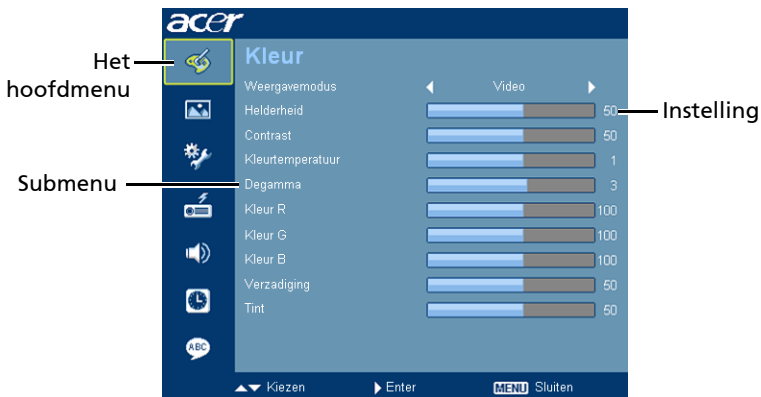 acer
Het hoofdmenu
Kleur
Weergavemodus Video
Helderheid 50
Instelling
Contrast 50
Kleurtemperatuur 1
Submenu
Degamma 3
Kleur R 100
Kleur G 100
Kleur B 100
Verzadiging 50
Tint 50
ABC
Kiezen Enter MENU Sluiten